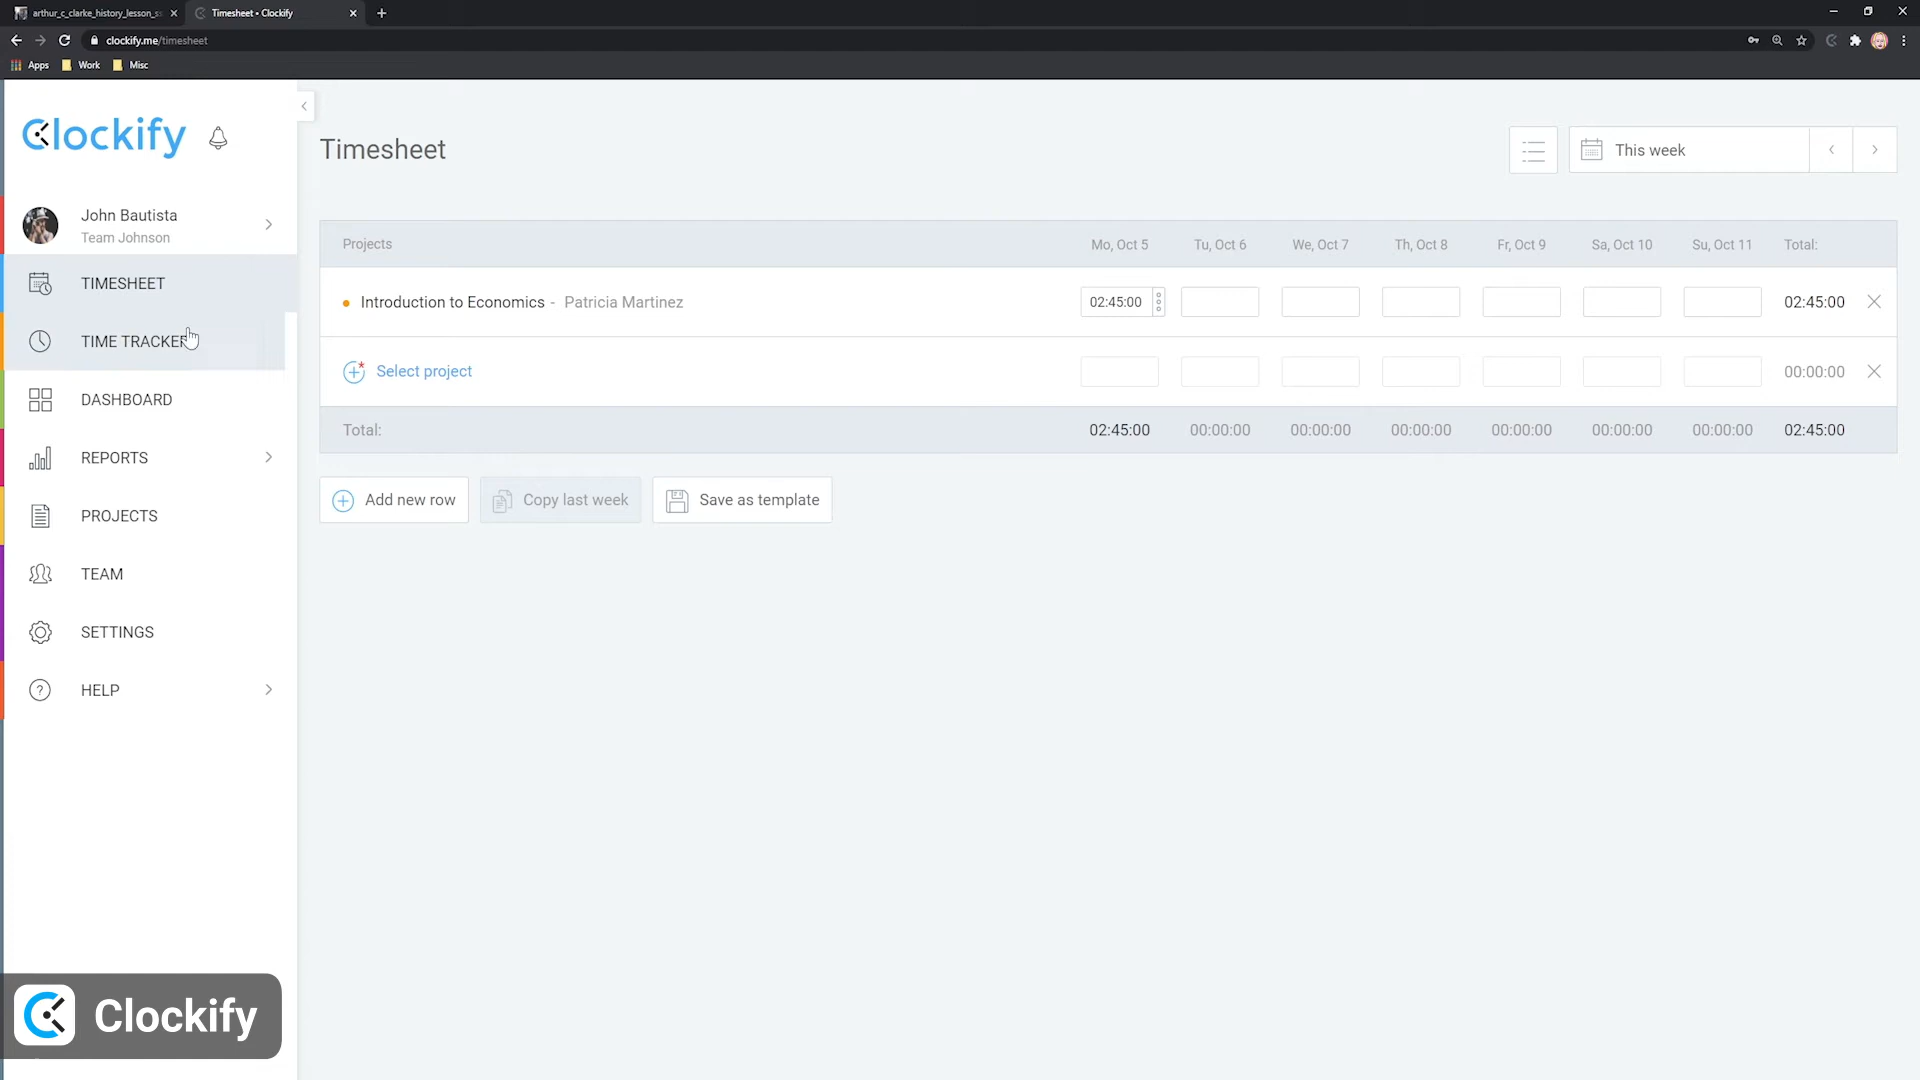 arthur_c_clarke_history_lesson_s
Timesheet • Clockify
clockify.me/timesheet
Apps
Work
Misc
Clockify
John Bautista
Team Johnson
TIMESHEET
TIME TRACKER
DASHBOARD
REPORTS
PROJECTS
TEAM
SETTINGS
HELP
Timesheet
This week
Projects
Mo, Oct 5
Tu, Oct 6
We, Oct 7
Th, Oct 8
Fr, Oct 9
Sa, Oct 10
Su, Oct 11
Total:
Introduction to Economics - Patricia Martinez
02:45:00
02:45:00
Select project
00:00:00
Total:
02:45:00
00:00:00
00:00:00
00:00:00
00:00:00
00:00:00
00:00:00
02:45:00
Add new row
Copy last week
Save as template
Clockify